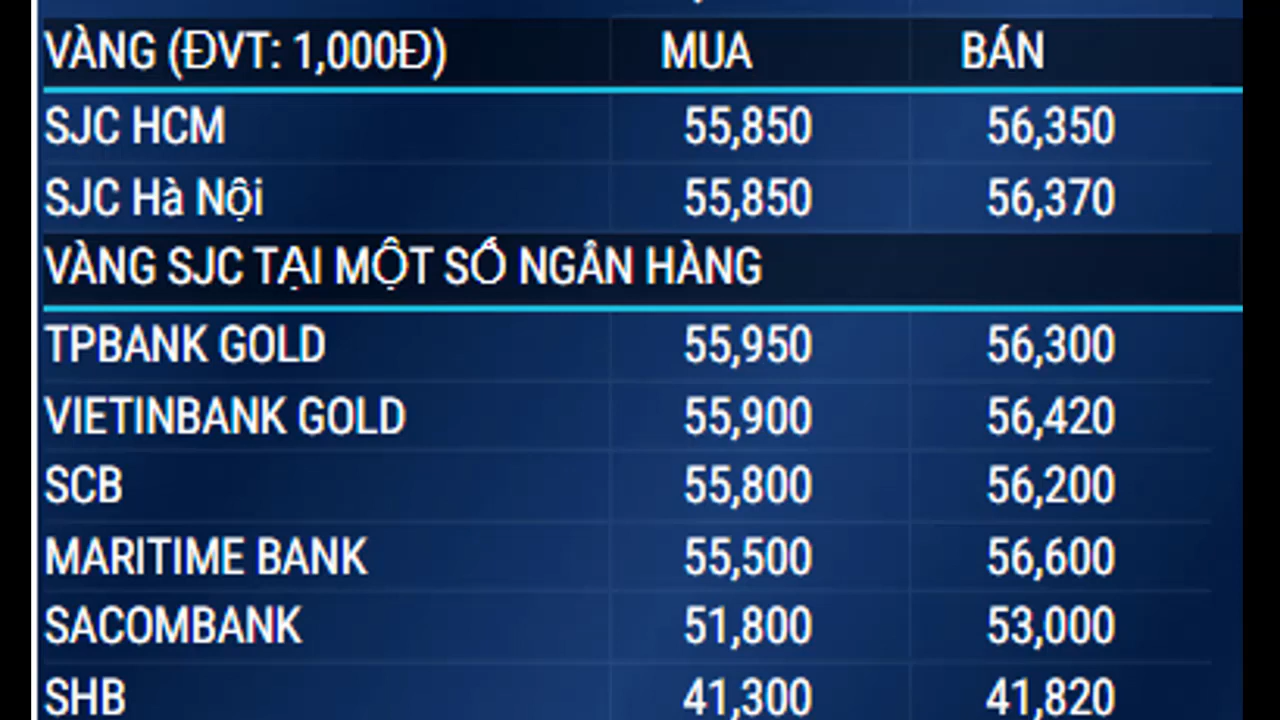 VÀNG (ĐVT: 1,000Đ) MUA BÁN
SJC HCM 55,850 56,350
SJC Hà Nội 55,850 56,370
VÀNG SJC TẠI MỘT SỐ NGÂN HÀNG
TPBANK GOLD 55,950 56,300
VIETINBANK GOLD 55,900 56,420
SCB 55,800 56,200
MARITIME BANK 55,500 56,600
SACOMBANK 51,800 53,000
SHB 41,300 41,820